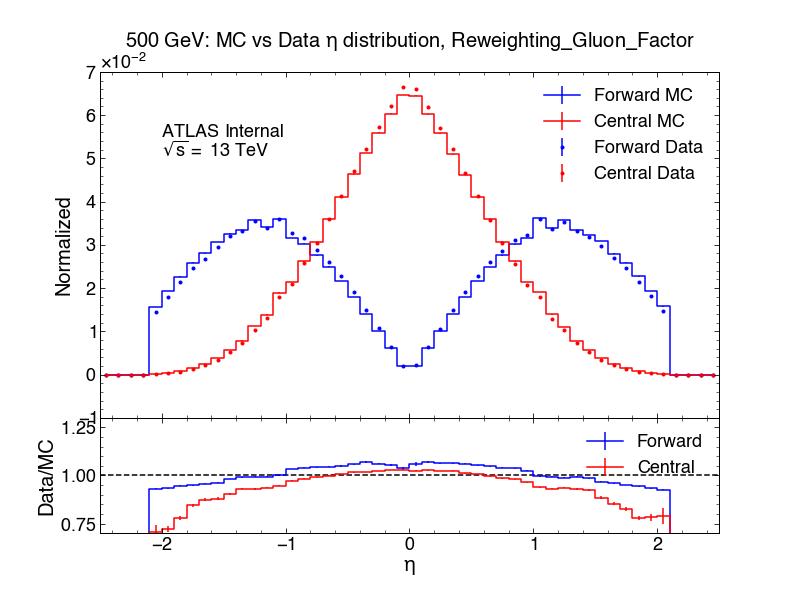 500 GeV: MC vs Data η distribution, Reweighting_Gluon_Factor
×10⁻²
7
6
5
4
3
2
1
0
−1
Normalized
ATLAS Internal
√s = 13 TeV
Forward MC
Central MC
Forward Data
Central Data
1.25
1.00
0.75
Data/MC
Forward
Central
−2 −1 0 1 2
η